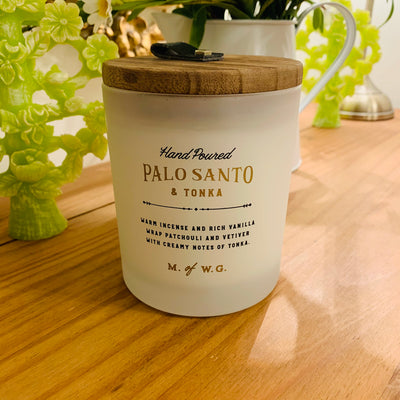 Hand Poured
PALO SANTO
& TONKA
WARM INCENSE AND RICH VANILLA
WRAP PATCHOULI AND VETIVER
WITH CREAMY NOTES OF TONKA.
M. of W.G.